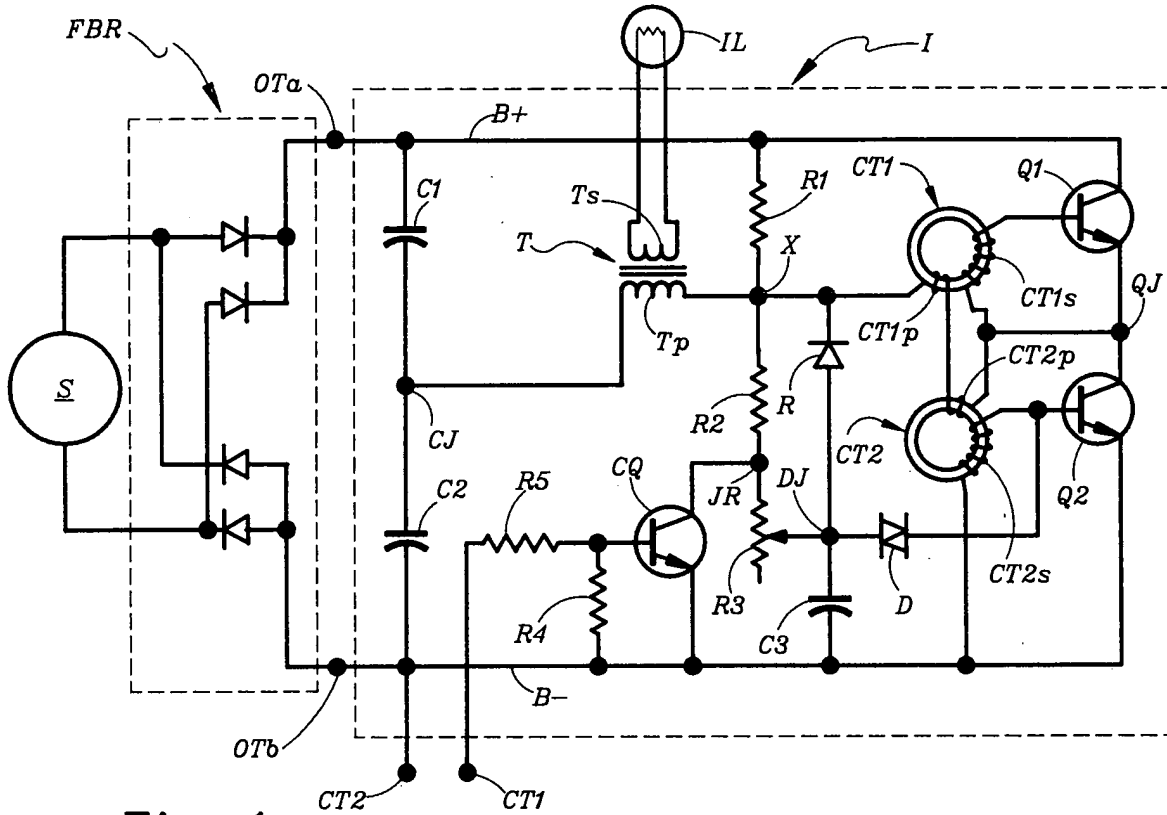 FBR
OTa
IL
I
B+
C1
Ts
T
Tp
R1
X
CT1
Q1
CT1s
CT1p
QJ
S
CJ
R2
R
CT2p
CT2
Q2
CT2s
C2
R5
CQ
JR
DJ
R4
R3
C3
D
B-
OTb
CT2
CT1